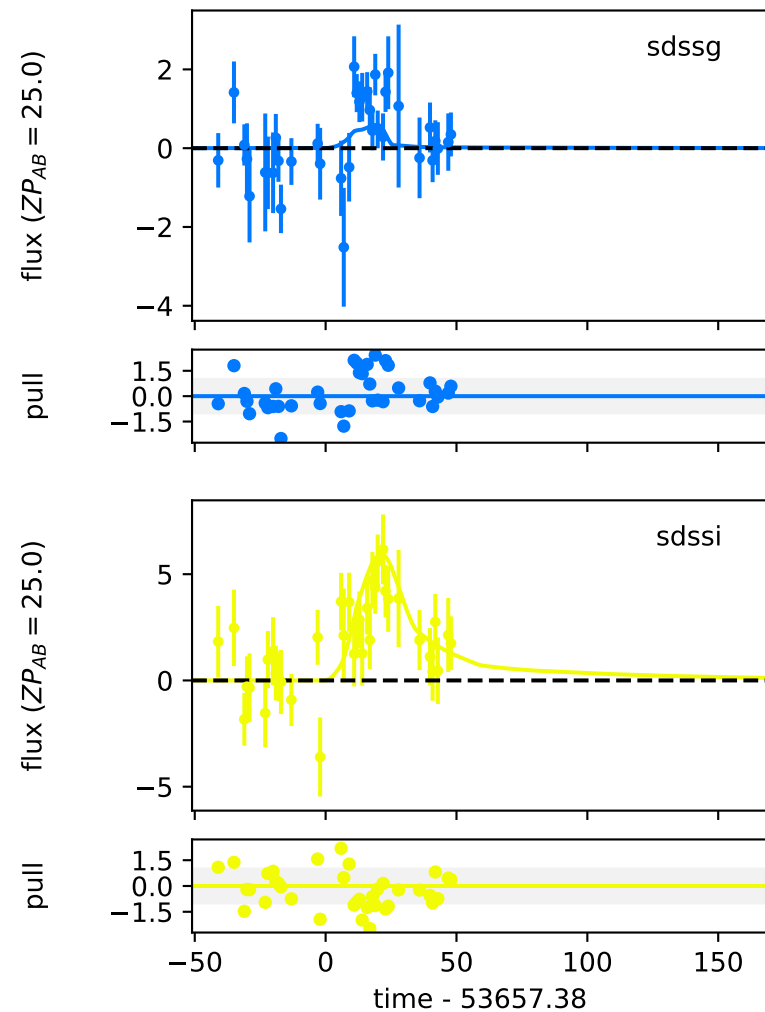 sdssg
flux (ZP_AB = 25.0)
2
0
−2
−4
pull
1.5
0.0
−1.5
sdssi
flux (ZP_AB = 25.0)
5
0
−5
pull
1.5
0.0
−1.5
−50 0 50 100 150
time - 53657.38